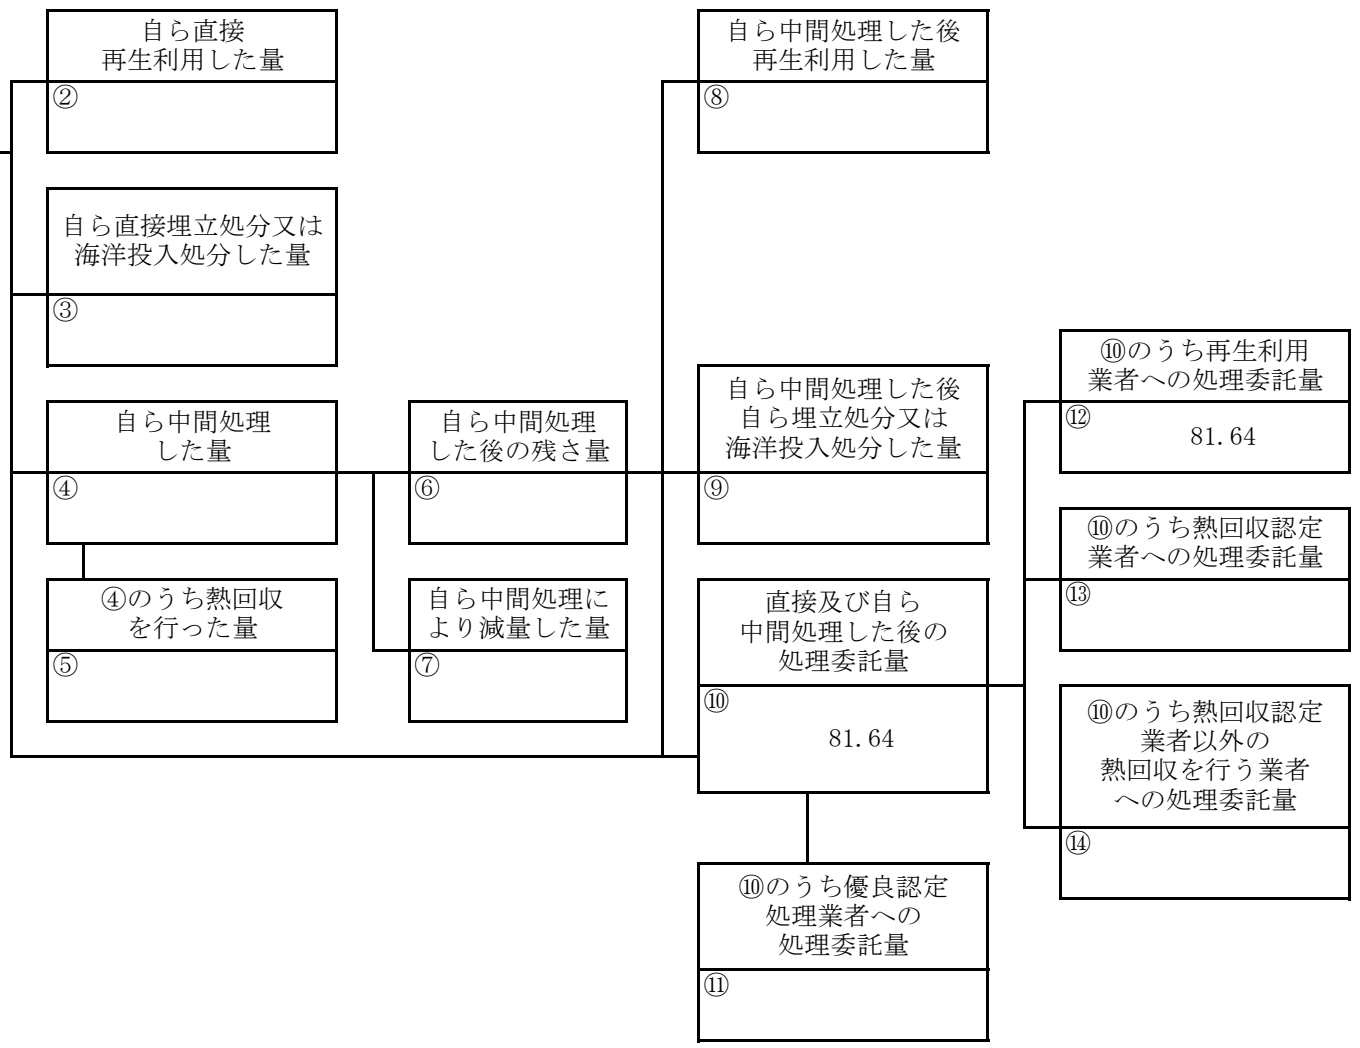 自ら直接
再生利用した量
②
自ら直接埋立処分又は
海洋投入処分した量
③
自ら中間処理
した量
④
④のうち熱回収
を行った量
⑤
自ら中間処理
した後の残さ量
⑥
自ら中間処理に
より減量した量
⑦
自ら中間処理した後
再生利用した量
⑧
自ら中間処理した後
自ら埋立処分又は
海洋投入処分した量
⑨
直接及び自ら
中間処理した後の
処理委託量
⑩
81.64
⑩のうち優良認定
処理業者への
処理委託量
⑪
⑩のうち再生利用
業者への処理委託量
⑫
81.64
⑩のうち熱回収認定
業者への処理委託量
⑬
⑩のうち熱回収認定
業者以外の
熱回収を行う業者
への処理委託量
⑭